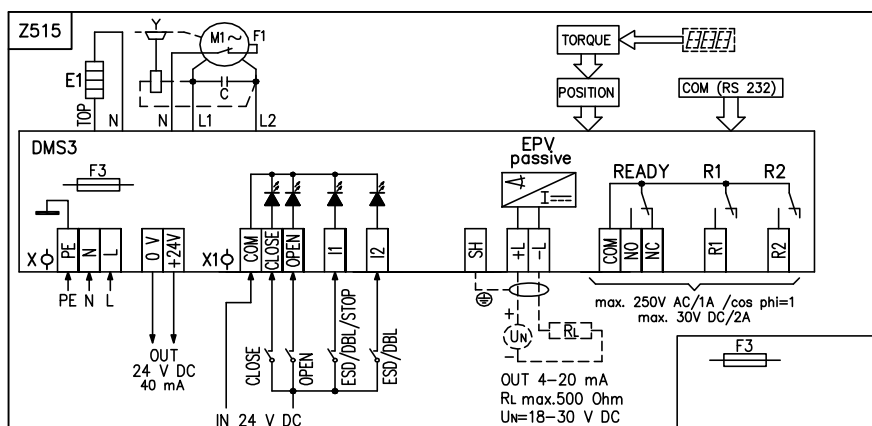 Z515
Y
M1 ~
F1
E1
TOP
N
N
L1
C
L2
TORQUE
POSITION
COM (RS 232)
DMS3
F3
EPV
passive
I
READY
R1
R2
PE
N
L
0 V
+24V
COM
CLOSE
OPEN
I1
I2
SH
+L
-L
COM
NO
NC
R1
R2
X
X1
PE N L
max. 250V AC/1A /cos phi=1
max. 30V DC/2A
OUT
24 V DC
40 mA
CLOSE
OPEN
ESD/DBL/STOP
ESD/DBL
IN 24 V DC
+
UN
-
RL
OUT 4-20 mA
RL max.500 Ohm
UN=18-30 V DC
F3